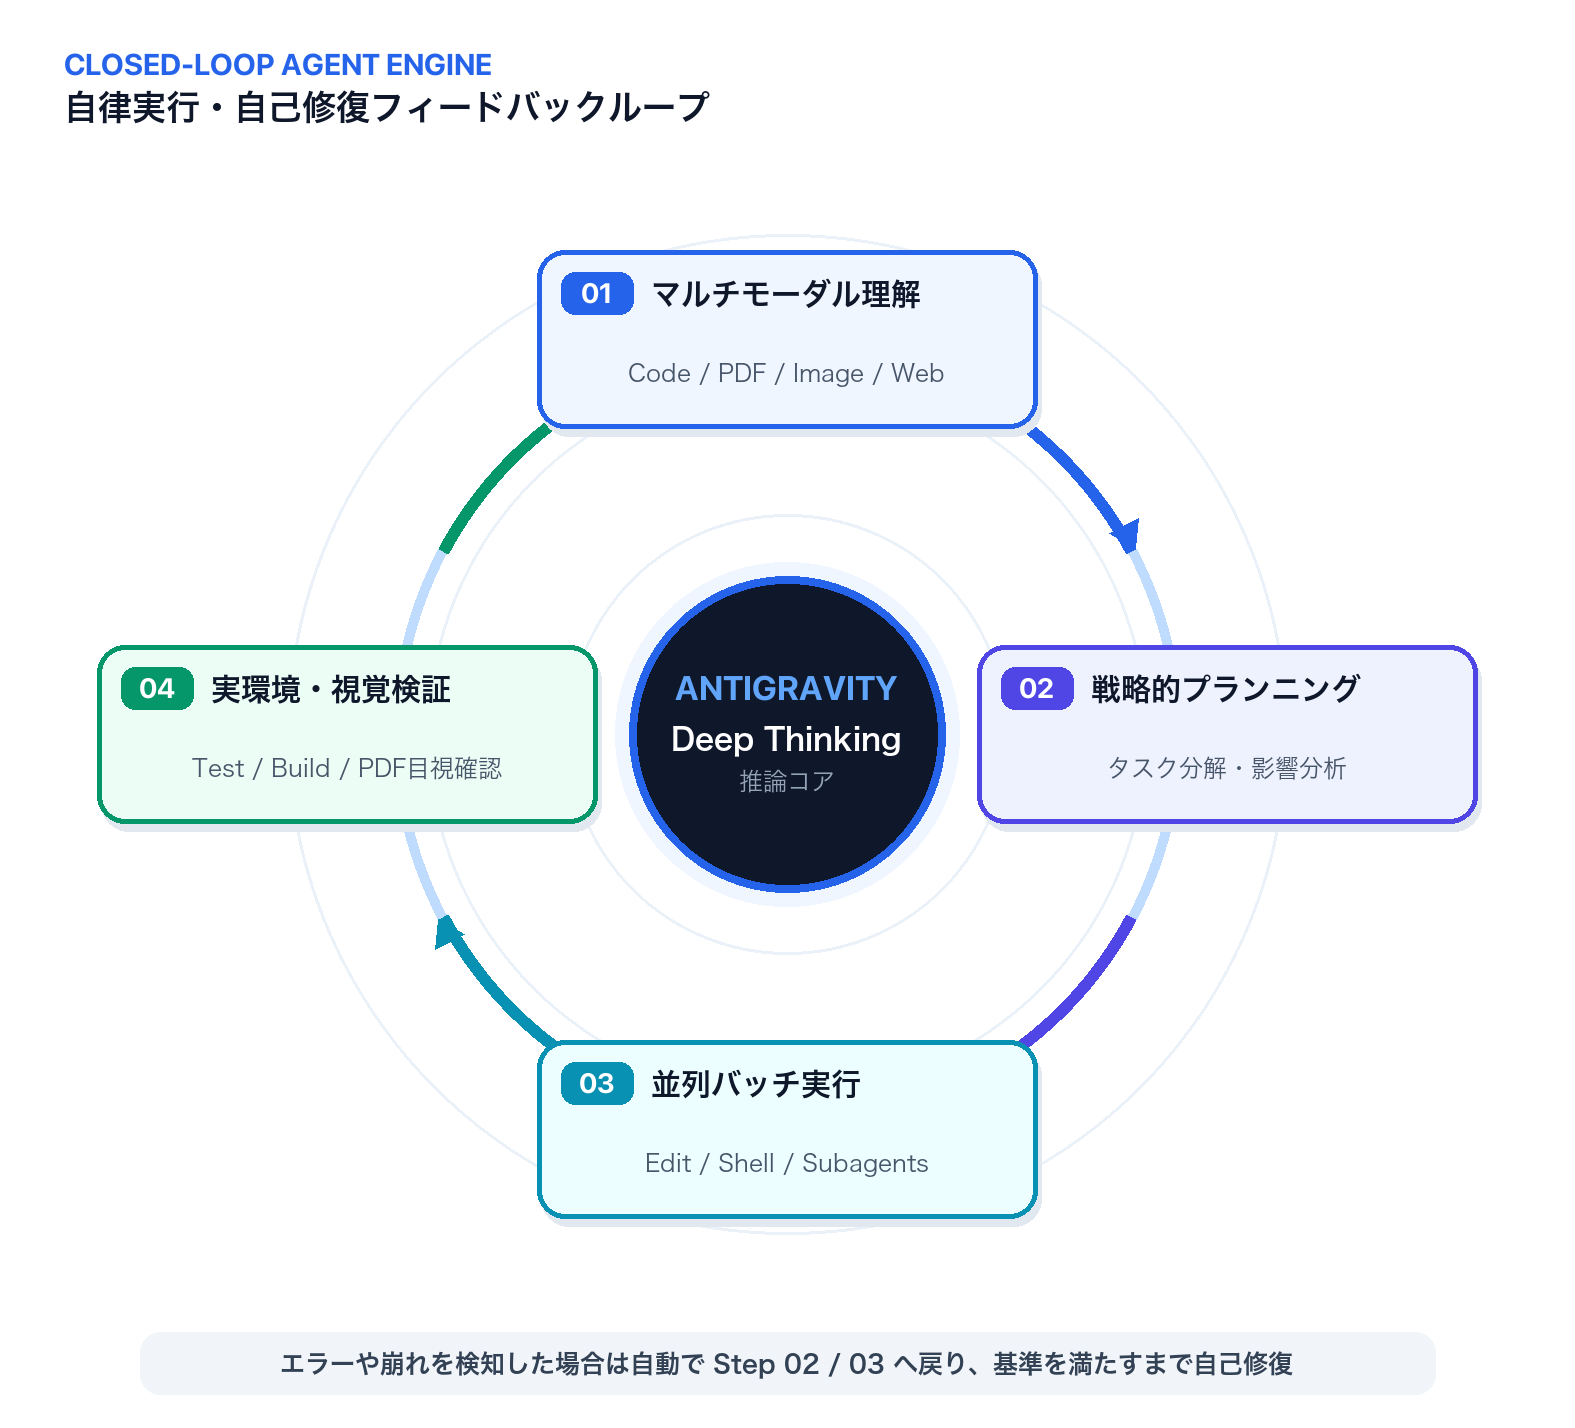 CLOSED-LOOP AGENT ENGINE
自律実行・自己修復フィードバックループ
01 マルチモーダル理解
Code / PDF / Image / Web
04 実環境・視覚検証
Test / Build / PDF目視確認
ANTIGRAVITY
Deep Thinking
推論コア
02 戦略的プランニング
タスク分解・影響分析
03 並列バッチ実行
Edit / Shell / Subagents
エラーや崩れを検知した場合は自動で Step 02 / 03 へ戻り、基準を満たすまで自己修復